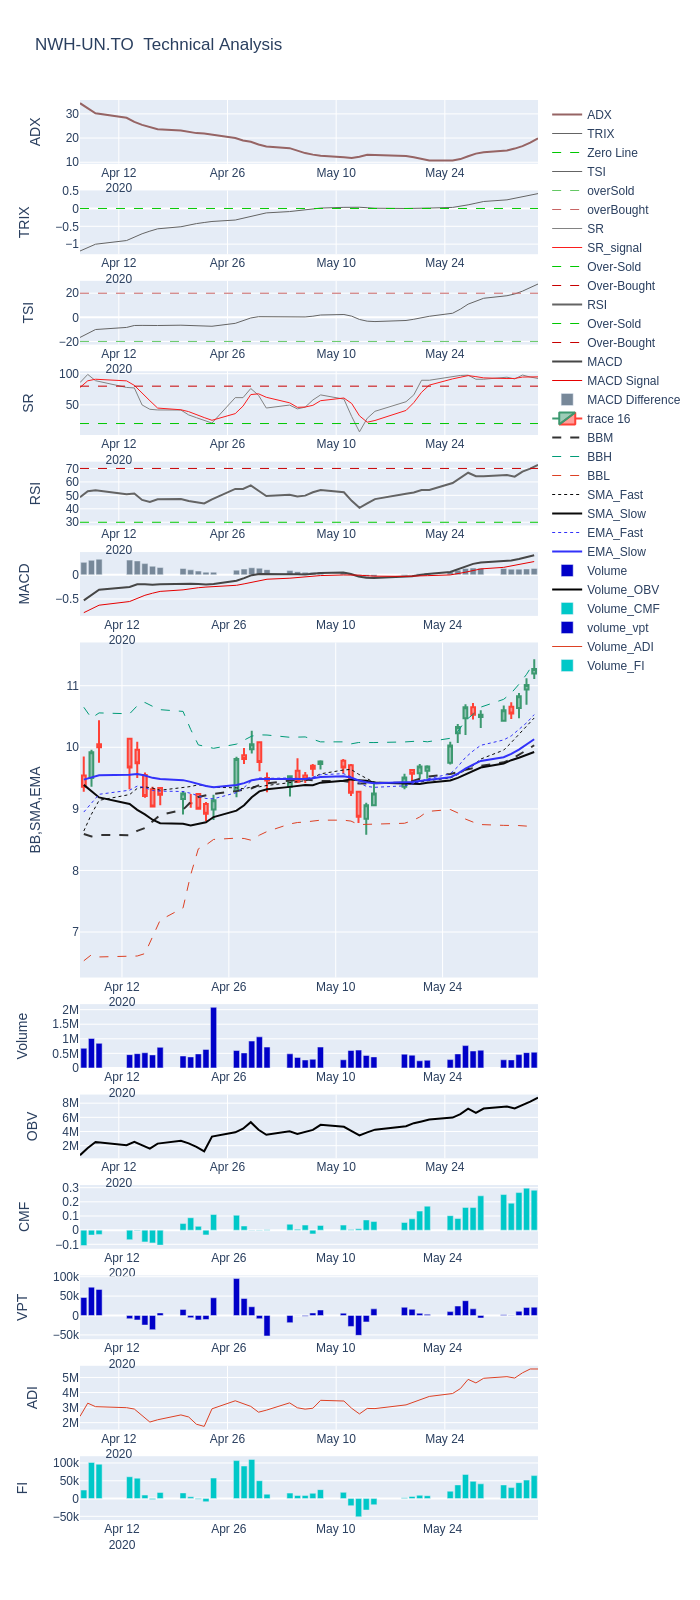 NWH-UN.TO  Technical Analysis
ADX
30
20
10
Apr 12
2020
Apr 26
May 10
May 24
TRIX
0.5
0
−0.5
−1
Apr 12
2020
Apr 26
May 10
May 24
TSI
20
0
−20
Apr 12
2020
Apr 26
May 10
May 24
SR
100
50
Apr 12
2020
Apr 26
May 10
May 24
RSI
70
60
50
40
30
Apr 12
2020
Apr 26
May 10
May 24
MACD
0
−0.5
Apr 12
2020
Apr 26
May 10
May 24
BB,SMA,EMA
11
10
9
8
7
Apr 12
2020
Apr 26
May 10
May 24
Volume
2M
1.5M
1M
0.5M
0
Apr 12
2020
Apr 26
May 10
May 24
OBV
8M
6M
4M
2M
Apr 12
2020
Apr 26
May 10
May 24
CMF
0.3
0.2
0.1
0
−0.1
Apr 12
2020
Apr 26
May 10
May 24
VPT
100k
50k
0
−50k
Apr 12
2020
Apr 26
May 10
May 24
ADI
5M
4M
3M
2M
Apr 12
2020
Apr 26
May 10
May 24
FI
100k
50k
0
−50k
Apr 12
2020
Apr 26
May 10
May 24
ADX
TRIX
Zero Line
TSI
overSold
overBought
SR
SR_signal
Over-Sold
Over-Bought
RSI
Over-Sold
Over-Bought
MACD
MACD Signal
MACD Difference
trace 16
BBM
BBH
BBL
SMA_Fast
SMA_Slow
EMA_Fast
EMA_Slow
Volume
Volume_OBV
Volume_CMF
volume_vpt
Volume_ADI
Volume_FI